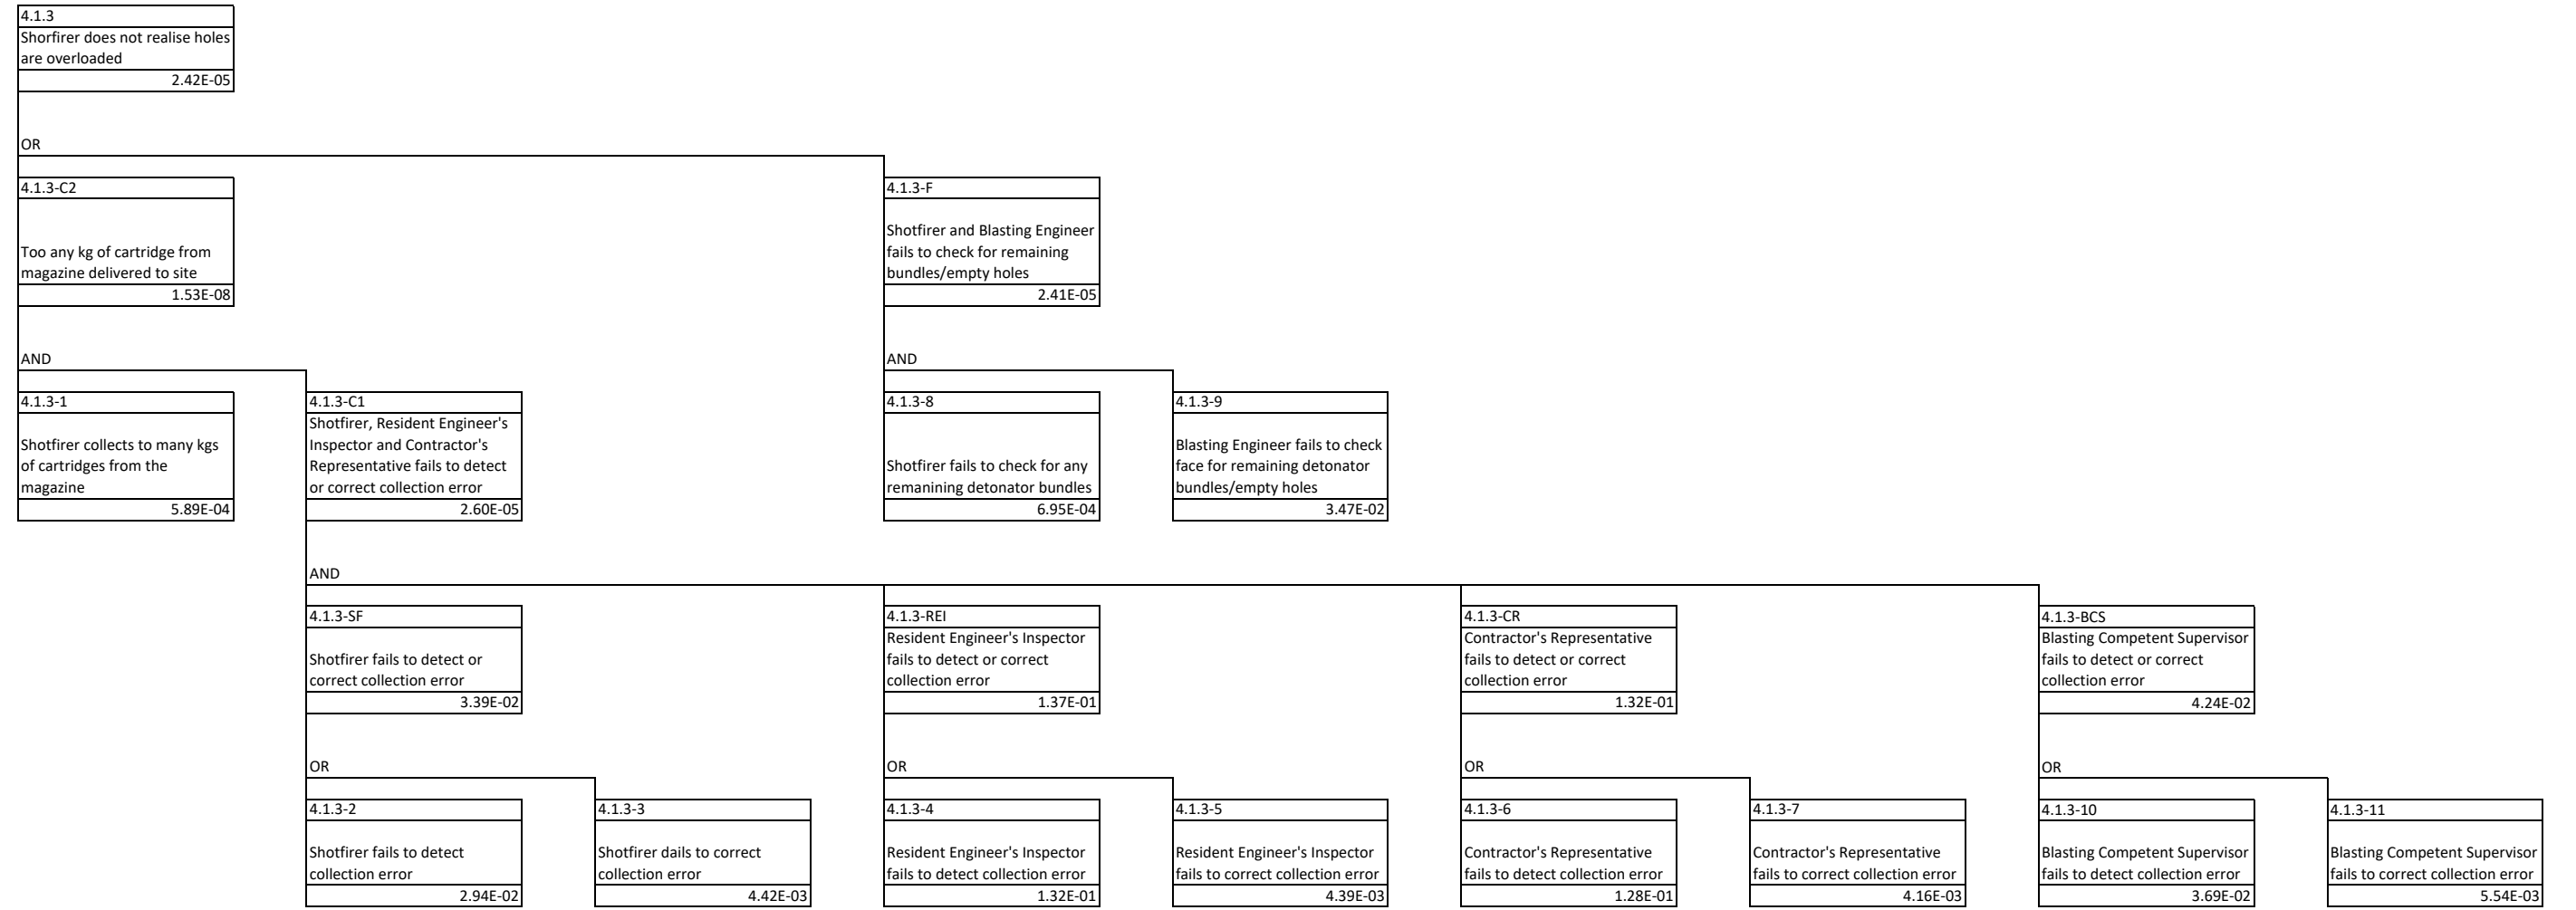 4.1.3
Shorfirer does not realise holes
are overloaded
2.42E-05
OR
4.1.3-C2
Too any kg of cartridge from
magazine delivered to site
1.53E-08
4.1.3-F
Shotfirer and Blasting Engineer
fails to check for remaining
bundles/empty holes
2.41E-05
AND
AND
4.1.3-1
Shotfirer collects to many kgs
of cartridges from the
magazine
5.89E-04
4.1.3-C1
Shotfirer, Resident Engineer's
Inspector and Contractor's
Representative fails to detect
or correct collection error
2.60E-05
4.1.3-8
Shotfirer fails to check for any
remanining detonator bundles
6.95E-04
4.1.3-9
Blasting Engineer fails to check
face for remaining detonator
bundles/empty holes
3.47E-02
AND
4.1.3-SF
Shotfirer fails to detect or
correct collection error
3.39E-02
4.1.3-REI
Resident Engineer's Inspector
fails to detect or correct
collection error
1.37E-01
4.1.3-CR
Contractor's Representative
fails to detect or correct
collection error
1.32E-01
4.1.3-BCS
Blasting Competent Supervisor
fails to detect or correct
collection error
4.24E-02
OR
OR
OR
OR
4.1.3-2
Shotfirer fails to detect
collection error
2.94E-02
4.1.3-3
Shotfirer dails to correct
collection error
4.42E-03
4.1.3-4
Resident Engineer's Inspector
fails to detect collection error
1.32E-01
4.1.3-5
Resident Engineer's Inspector
fails to correct collection error
4.39E-03
4.1.3-6
Contractor's Representative
fails to detect collection error
1.28E-01
4.1.3-7
Contractor's Representative
fails to correct collection error
4.16E-03
4.1.3-10
Blasting Competent Supervisor
fails to detect collection error
3.69E-02
4.1.3-11
Blasting Competent Supervisor
fails to correct collection error
5.54E-03